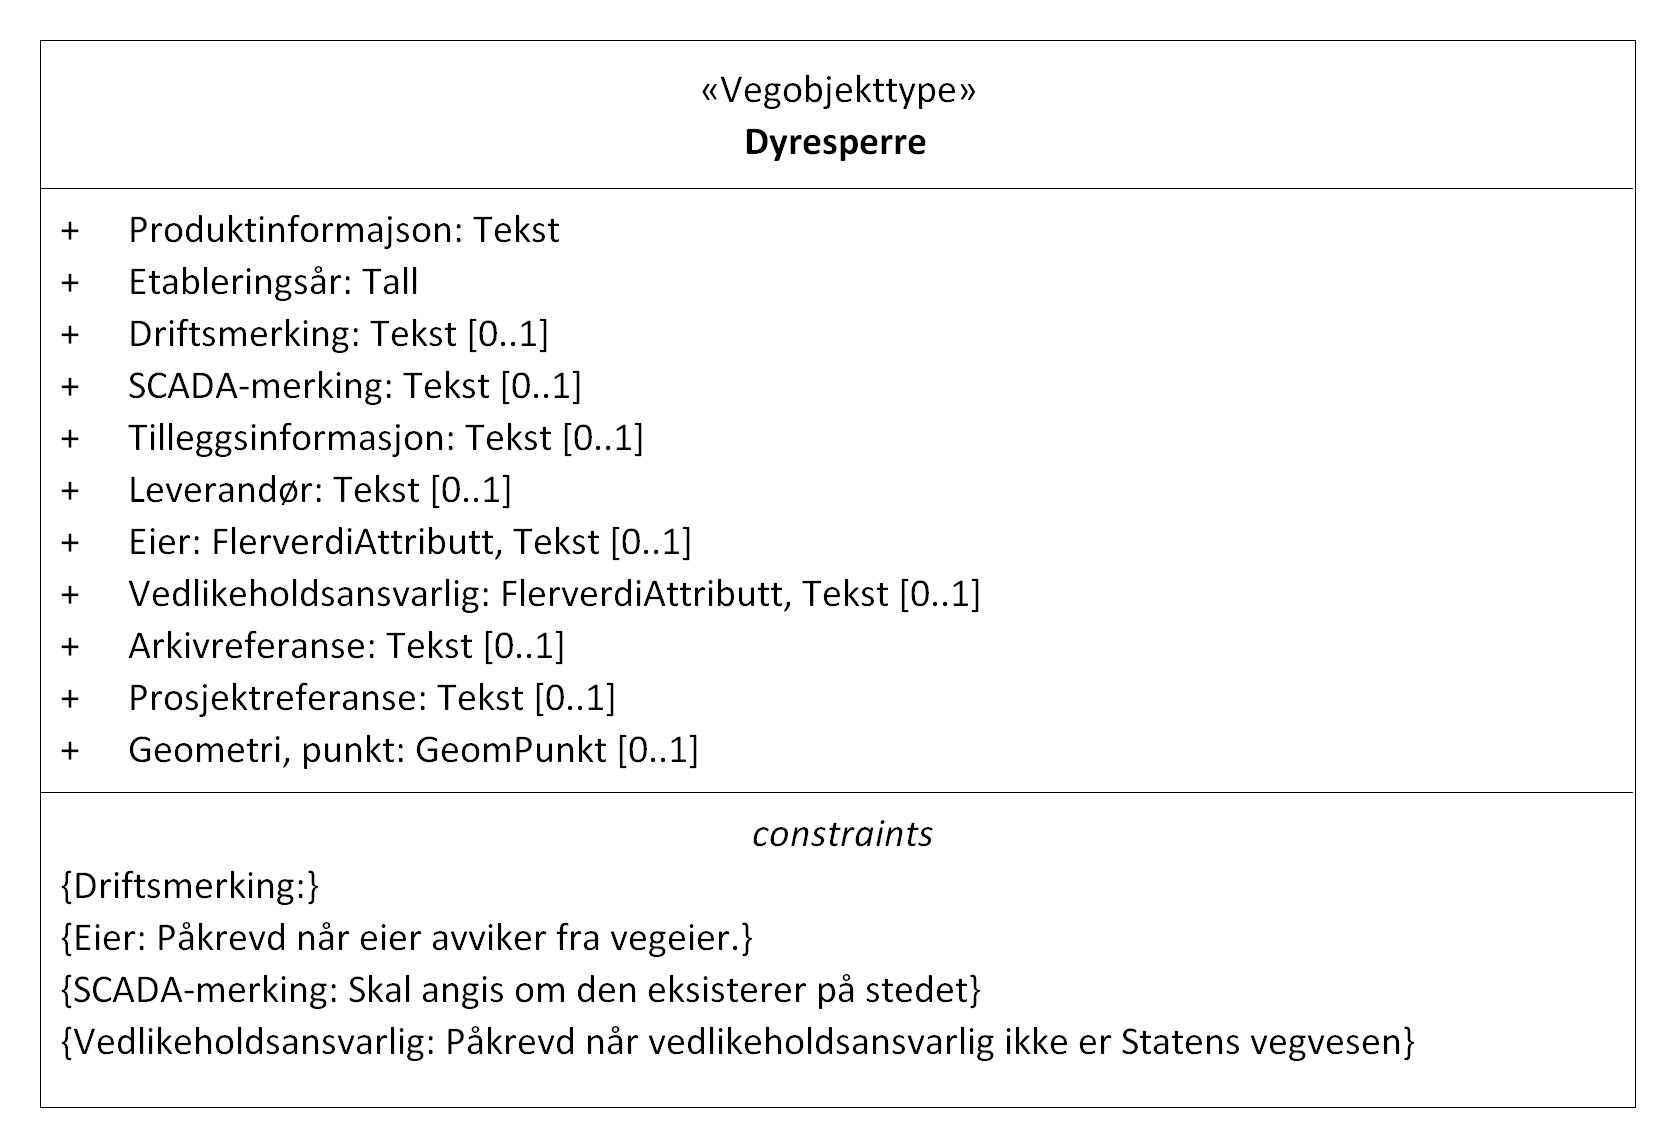 «Vegobjekttype»
Dyresperre
+ Produktinformajson: Tekst
+ Etableringsår: Tall
+ Driftsmerking: Tekst [0..1]
+ SCADA-merking: Tekst [0..1]
+ Tilleggsinformasjon: Tekst [0..1]
+ Leverandør: Tekst [0..1]
+ Eier: FlerverdiAttributt, Tekst [0..1]
+ Vedlikeholdsansvarlig: FlerverdiAttributt, Tekst [0..1]
+ Arkivreferanse: Tekst [0..1]
+ Prosjektreferanse: Tekst [0..1]
+ Geometri, punkt: GeomPunkt [0..1]
constraints
{Driftsmerking:}
{Eier: Påkrevd når eier avviker fra vegeier.}
{SCADA-merking: Skal angis om den eksisterer på stedet}
{Vedlikeholdsansvarlig: Påkrevd når vedlikeholdsansvarlig ikke er Statens vegvesen}